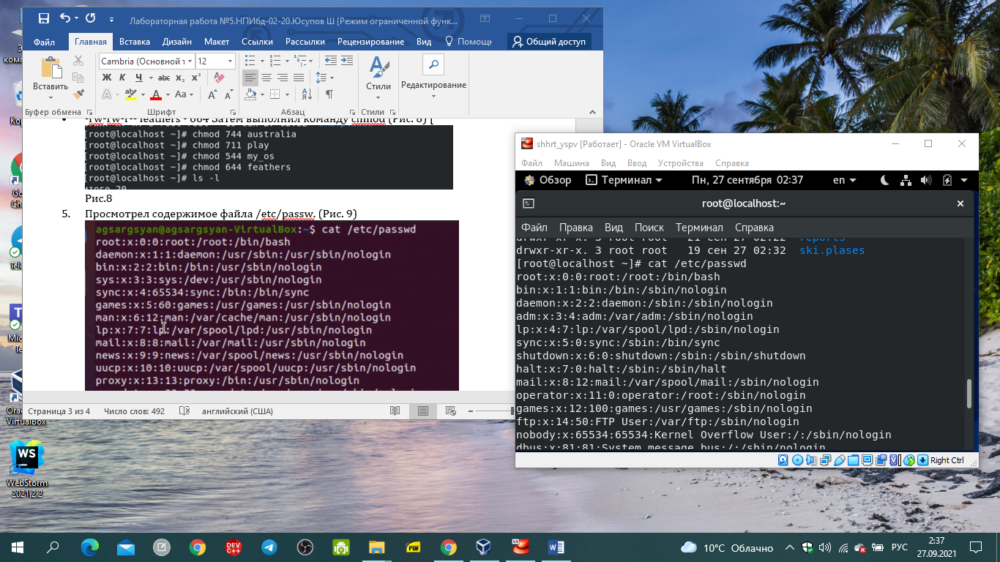 Лабораторная работа №5.НПИбд-02-20.Юсупов Ш [Режим ограниченной функ...
Файл Главная Вставка Дизайн Макет Ссылки Рассылки Рецензирование Вид Помощн Общий доступ
Cambria (Основной т 12
Вставить
Ж К Ч abc x₂ x²
Стили
Редактирование
Буфер обмена Шрифт Абзац Стили
-rw-rw-r-- feathers - 664 Затем выполнил команду chmod (Рис. 8) [
[root@localhost ~]# chmod 744 australia
[root@localhost ~]# chmod 711 play
[root@localhost ~]# chmod 544 my_os
[root@localhost ~]# chmod 644 feathers
[root@localhost ~]# ls -l
итого 20
Рис.8
5. Просмотрел содержимое файла /etc/passw. (Рис. 9)
agsargsyan@agsargsyan-VirtualBox:~$ cat /etc/passwd
root:x:0:0:root:/root:/bin/bash
daemon:x:1:1:daemon:/usr/sbin:/usr/sbin/nologin
bin:x:2:2:bin:/bin:/usr/sbin/nologin
sys:x:3:3:sys:/dev:/usr/sbin/nologin
sync:x:4:65534:sync:/bin:/bin/sync
games:x:5:60:games:/usr/games:/usr/sbin/nologin
man:x:6:12:man:/var/cache/man:/usr/sbin/nologin
lp:x:7:7:lp:/var/spool/lpd:/usr/sbin/nologin
mail:x:8:8:mail:/var/mail:/usr/sbin/nologin
news:x:9:9:news:/var/spool/news:/usr/sbin/nologin
uucp:x:10:10:uucp:/var/spool/uucp:/usr/sbin/nologin
proxy:x:13:13:proxy:/bin:/usr/sbin/nologin
Страница 3 из 4 Число слов: 492 английский (США)
shhrt_yspv [Работает] - Oracle VM VirtualBox
Файл Машина Вид Ввод Устройства Справка
Обзор Терминал Пн, 27 сентября 02:37 en
root@localhost:~
Файл Правка Вид Поиск Терминал Справка
drwxr-xr-x. 3 root root 21 сен 27 02:22 reports
drwxr-xr-x. 3 root root 19 сен 27 02:32 ski.plases
[root@localhost ~]# cat /etc/passwd
root:x:0:0:root:/root:/bin/bash
bin:x:1:1:bin:/bin:/sbin/nologin
daemon:x:2:2:daemon:/sbin:/sbin/nologin
adm:x:3:4:adm:/var/adm:/sbin/nologin
lp:x:4:7:lp:/var/spool/lpd:/sbin/nologin
sync:x:5:0:sync:/sbin:/bin/sync
shutdown:x:6:0:shutdown:/sbin:/sbin/shutdown
halt:x:7:0:halt:/sbin:/sbin/halt
mail:x:8:12:mail:/var/spool/mail:/sbin/nologin
operator:x:11:0:operator:/root:/sbin/nologin
games:x:12:100:games:/usr/games:/sbin/nologin
ftp:x:14:50:FTP User:/var/ftp:/sbin/nologin
nobody:x:65534:65534:Kernel Overflow User:/:/sbin/nologin
dbus:x:81:81:System message bus:/:/sbin/nologin
Right Ctrl
VirtualBox
WS
WebStorm
2021.2.2
DEV
C++
PDF
10°C Облачно
РУС
2:37
27.09.2021